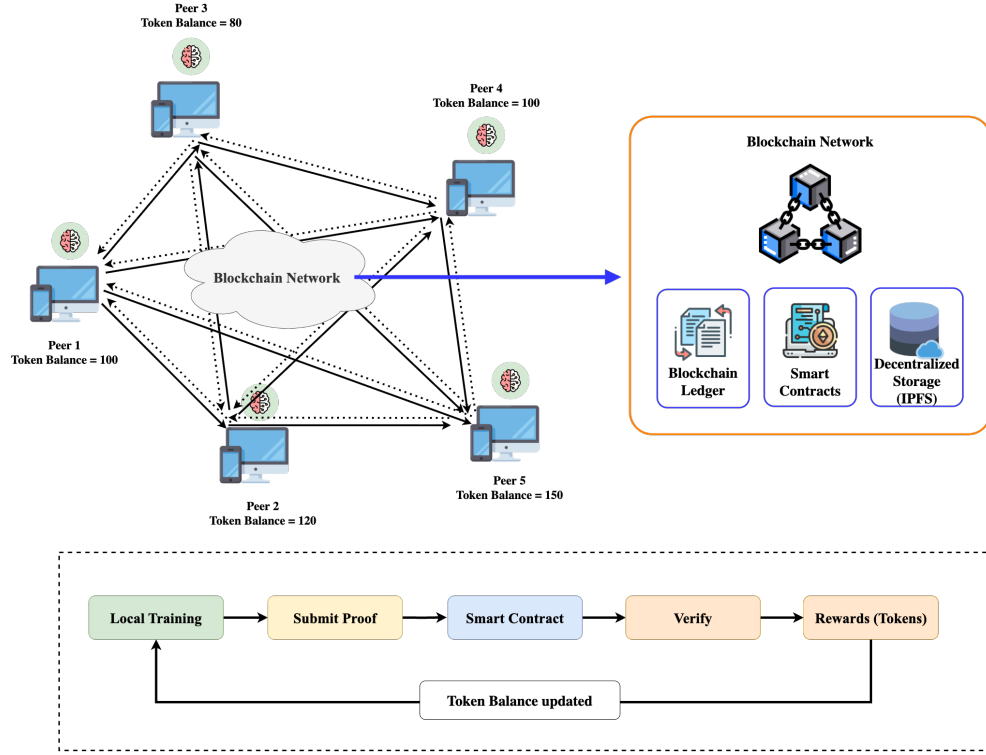 Peer 3
Token Balance = 80
Peer 4
Token Balance = 100
Blockchain Network
Peer 1
Token Balance = 100
Peer 2
Token Balance = 120
Peer 5
Token Balance = 150
Blockchain Network
Blockchain
Ledger
Smart
Contracts
Decentralized
Storage
(IPFS)
Local Training
Submit Proof
Smart Contract
Verify
Rewards (Tokens)
Token Balance updated